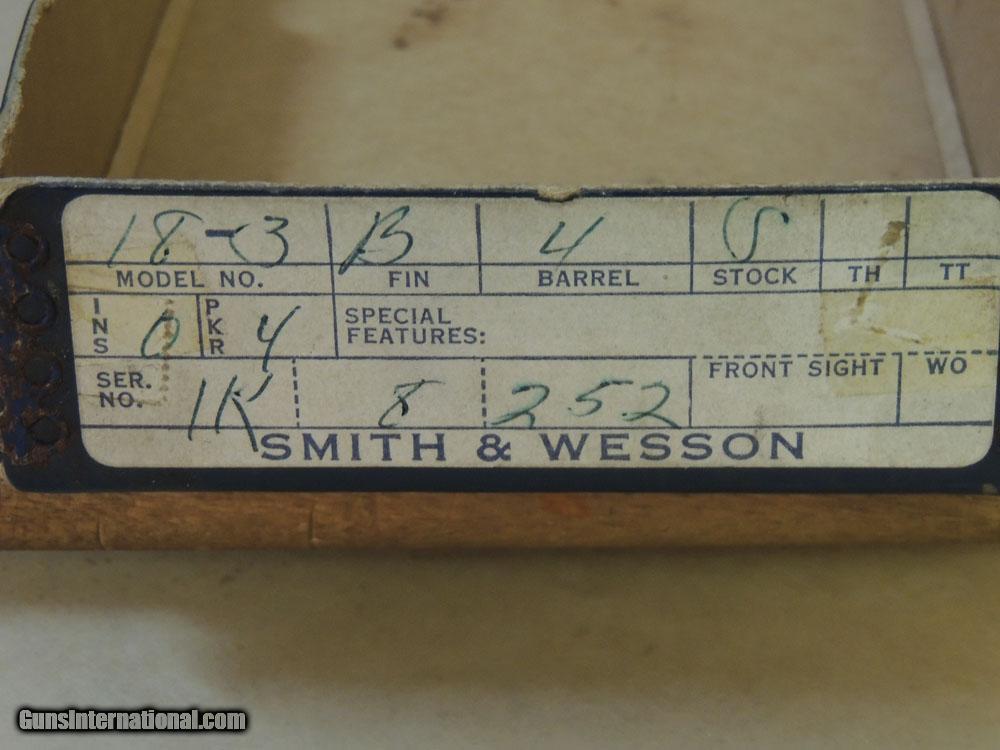 18-3 B 4 S
MODEL NO. FIN BARREL STOCK TH TT
INS 0 PKR 4 SPECIAL FEATURES:
SER. NO. 1K 8 252 FRONT SIGHT WO
SMITH & WESSON
GunsInternational.com